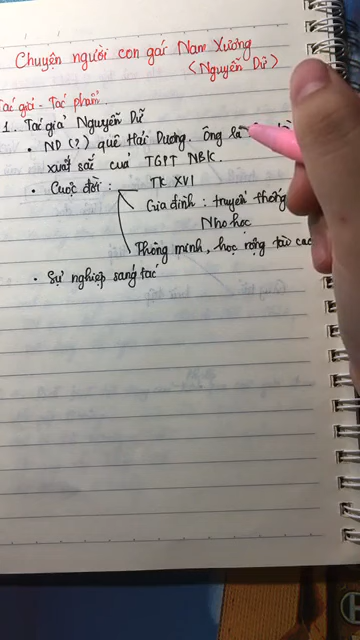 Chuyện người con gái Nam Xương
(Nguyễn Dữ)
Tác giả - Tác phẩm
1. Tác giả Nguyễn Dữ
• ND (?) quê Hải Dương. Ông là
xuất sắc của TGPT NBK.
• Cuộc đời : TK XVI
Gia đình : truyền thống
Nho học
Thông minh, học rộng tài cao
• Sự nghiệp sáng tác